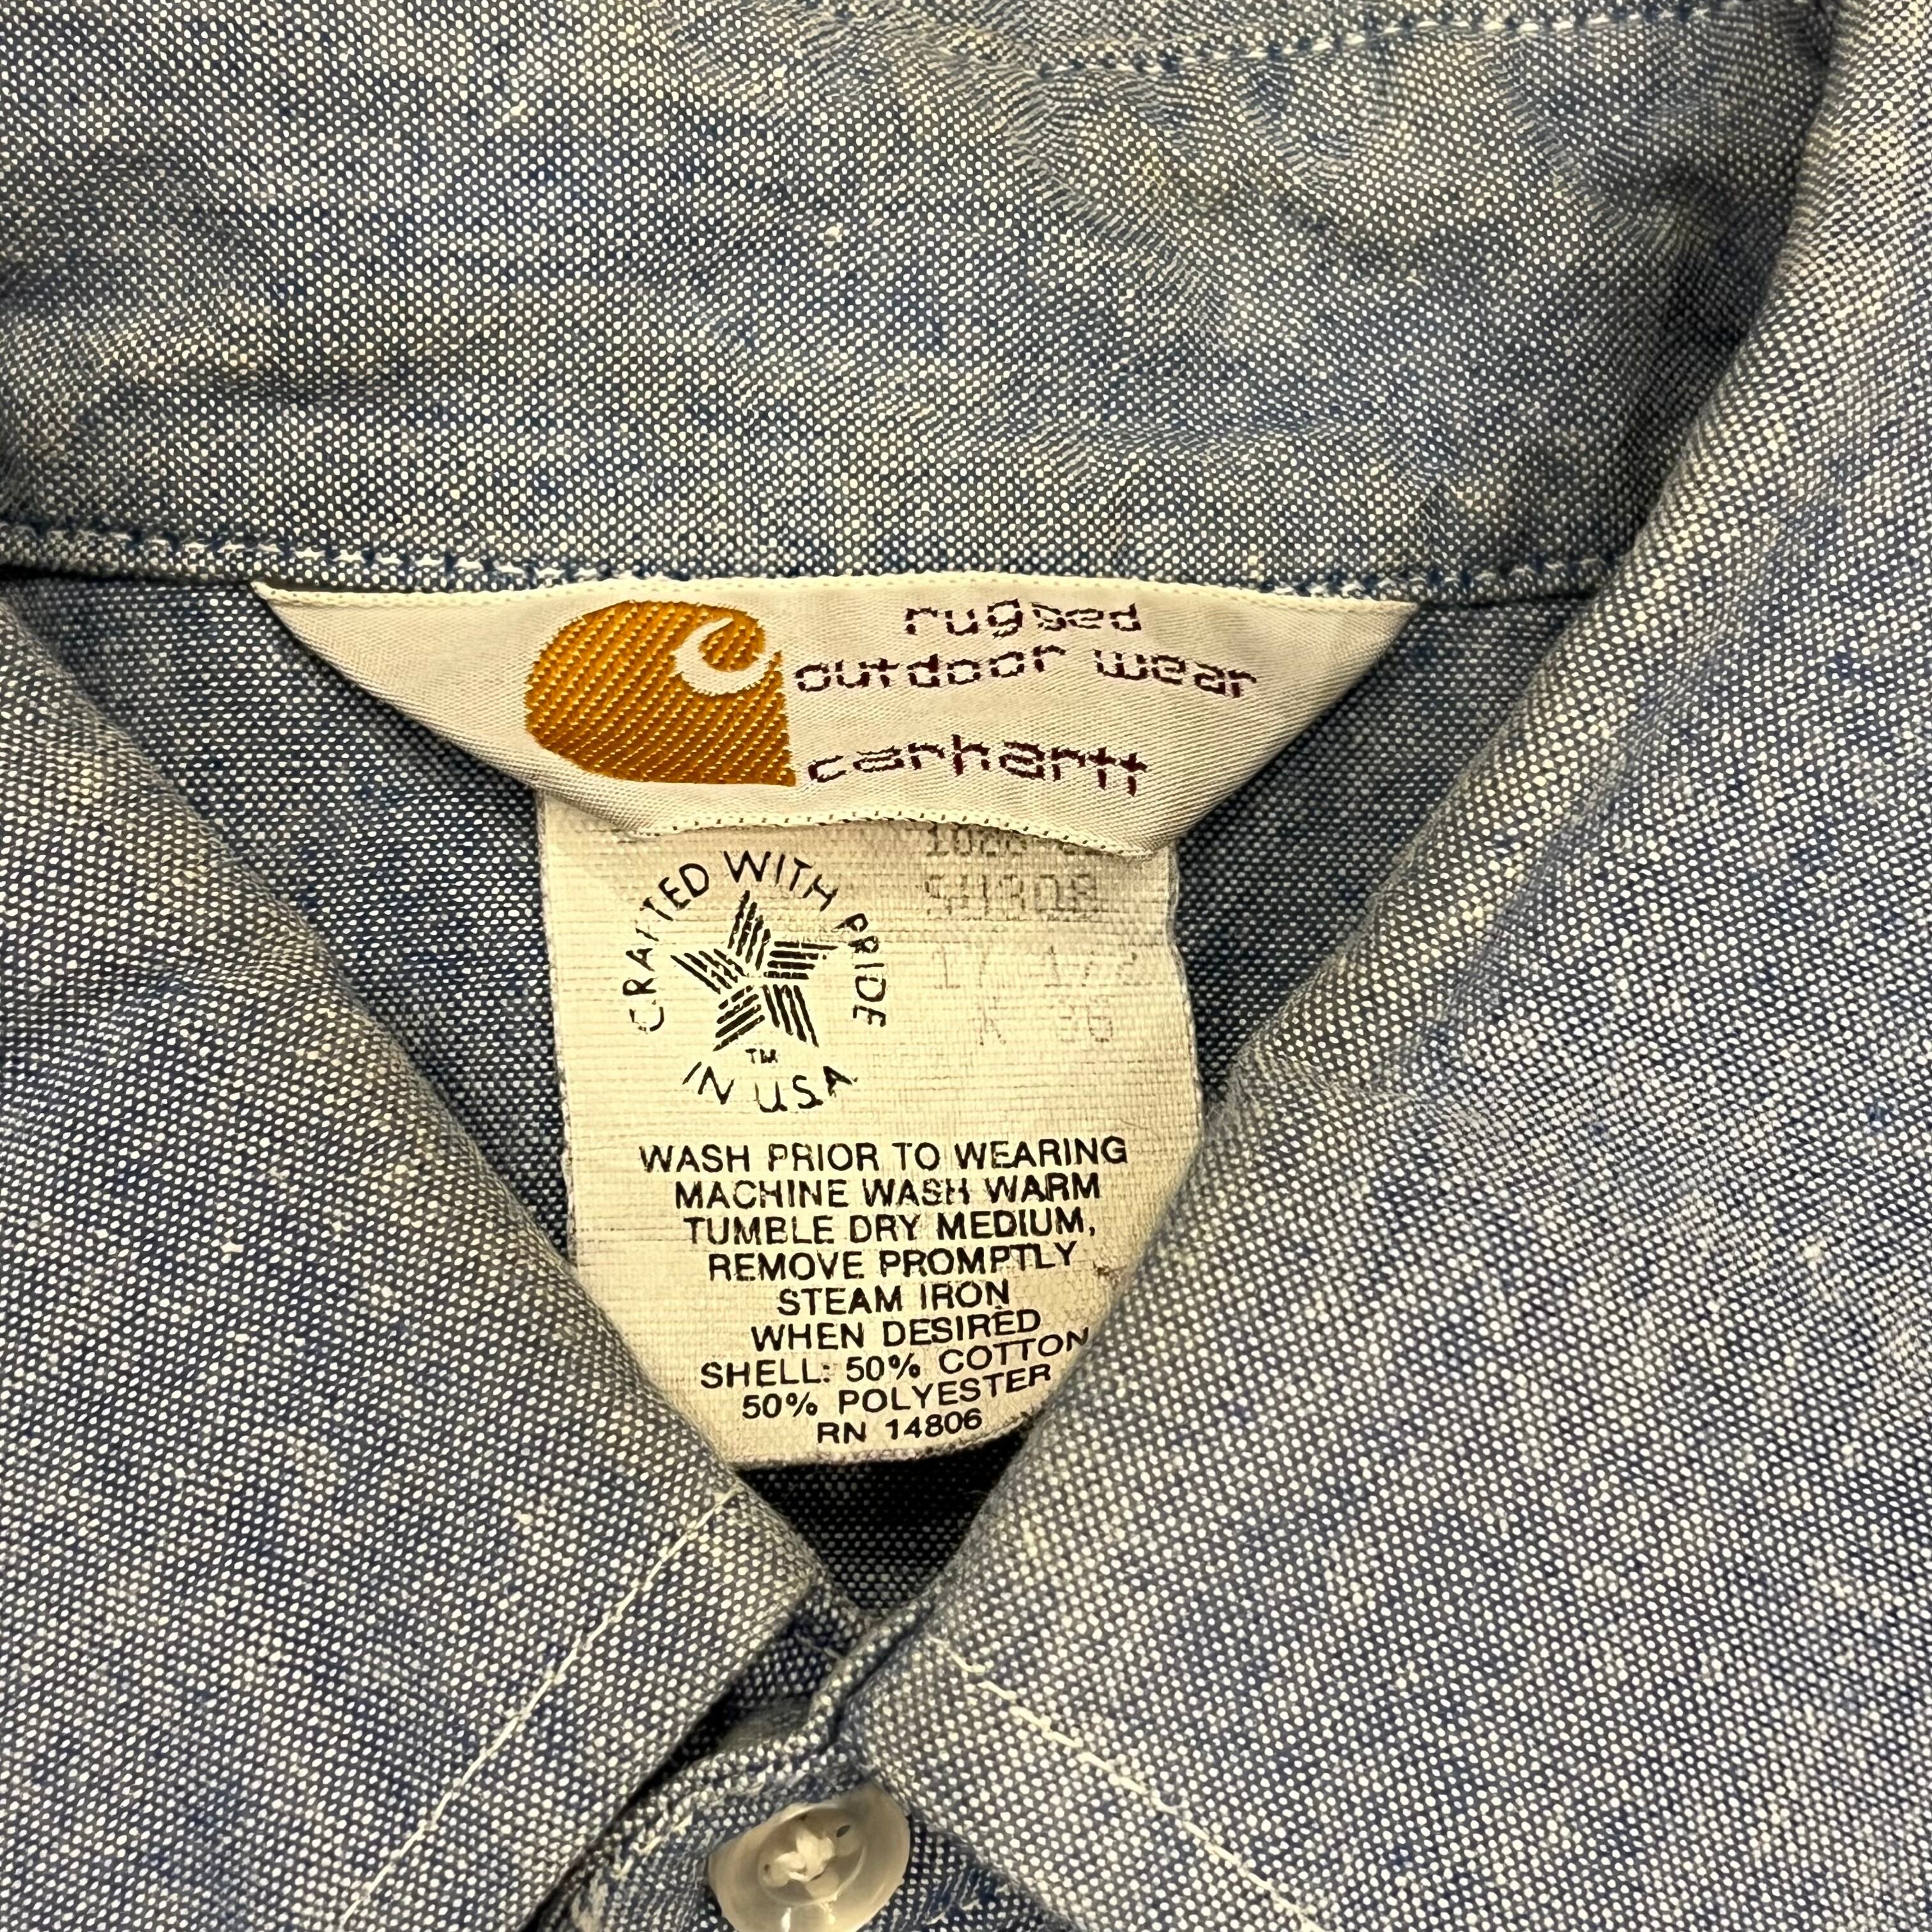 rugged
outdoor wear
carhartt
CRAFTED WITH PRIDE
TM
IN U.S.A
X 36
WASH PRIOR TO WEARING
MACHINE WASH WARM
TUMBLE DRY MEDIUM,
REMOVE PROMPTLY
STEAM IRON
WHEN DESIRED
SHELL: 50% COTTON
50% POLYESTER
RN 14806